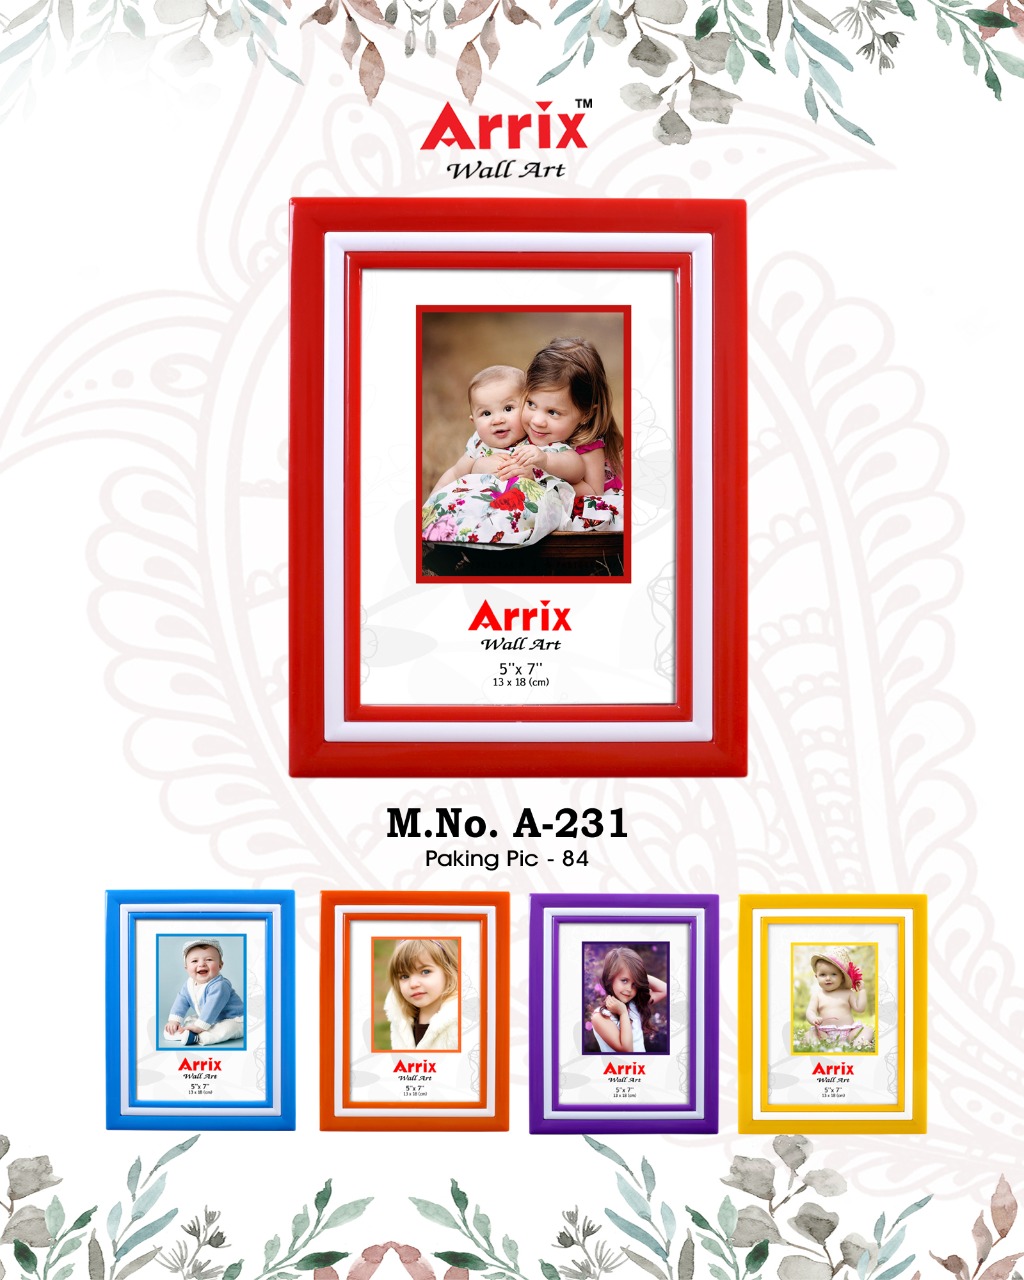 Arrix™
Wall Art
Arrix
Wall Art
5"x 7"
13 x 18 (cm)
M.No. A-231
Paking Pic - 84
Arrix
Wall Art
5"x 7"
13 x 18 (cm)
Arrix
Wall Art
5"x 7"
13 x 18 (cm)
Arrix
Wall Art
5"x 7"
13 x 18 (cm)
Arrix
Wall Art
5"x 7"
13 x 18 (cm)